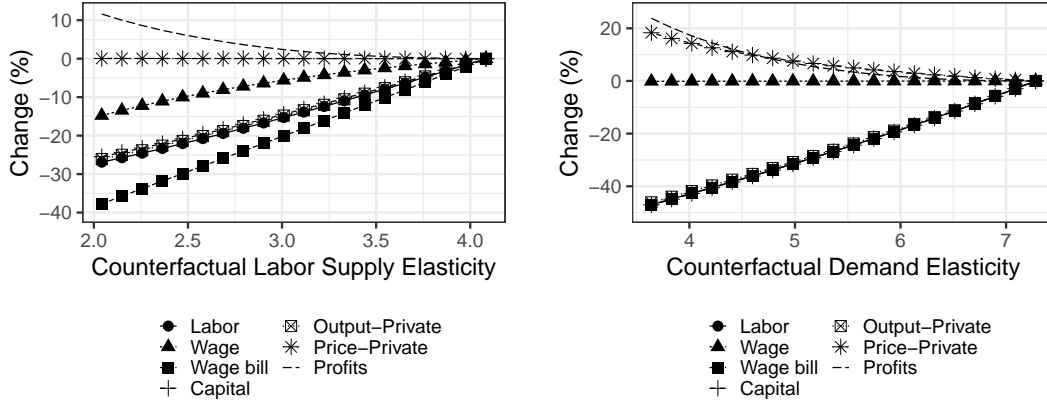 10
0
−10
−20
−30
−40
Change (%)
2.0 2.5 3.0 3.5 4.0
Counterfactual Labor Supply Elasticity
Labor Output−Private
Wage Price−Private
Wage bill Profits
Capital
20
0
−20
−40
Change (%)
4 5 6 7
Counterfactual Demand Elasticity
Labor Output−Private
Wage Price−Private
Wage bill Profits
Capital